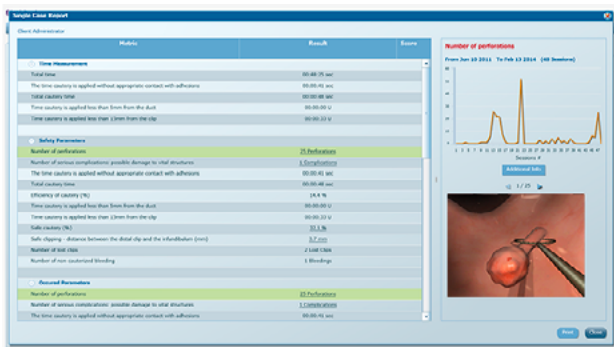 Single Case Report
Client Administrator
Metric Result Score
Time Measurement
Total time 00:48:25 sec
The time cautery is applied without appropriate contact with adhesions 00:00:41 sec
Total cautery time 00:00:48 sec
Time cautery is applied less than 5mm from the duct 00:00:00 U
Time cautery is applied less than 13mm from the clip 00:00:33 U
Safety Parameters
Number of perforations 25 Perforations
Number of serious complications: possible damage to vital structures 1 Complications
The time cautery is applied without appropriate contact with adhesions 00:00:41 sec
Total cautery time 00:00:48 sec
Efficiency of cautery (%) 14.4 %
Time cautery is applied less than 5mm from the duct 00:00:00 U
Time cautery is applied less than 13mm from the clip 00:00:33 U
Safe cautery (%) 33.1 %
Safe clipping - distance between the distal clip and the infundibulum (mm) 3.7 mm
Number of lost clips 2 Lost Clips
Number of non cauterized bleeding 1 Bleedings
Occured Parameters
Number of perforations 25 Perforations
Number of serious complications: possible damage to vital structures 1 Complications
The time cautery is applied without appropriate contact with adhesions 00:00:41 sec
Number of perforations
From Jun 10 2011 To Feb 13 2014 (48 Sessions)
Sessions #
Additional Info
1 / 25
Print Close